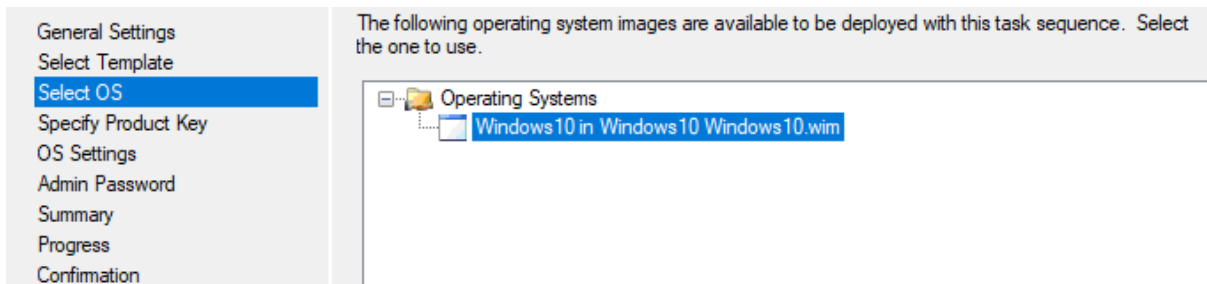 General Settings
Select Template
Select OS
Specify Product Key
OS Settings
Admin Password
Summary
Progress
Confirmation
The following operating system images are available to be deployed with this task sequence. Select
the one to use.
Operating Systems
Windows10 in Windows10 Windows10.wim